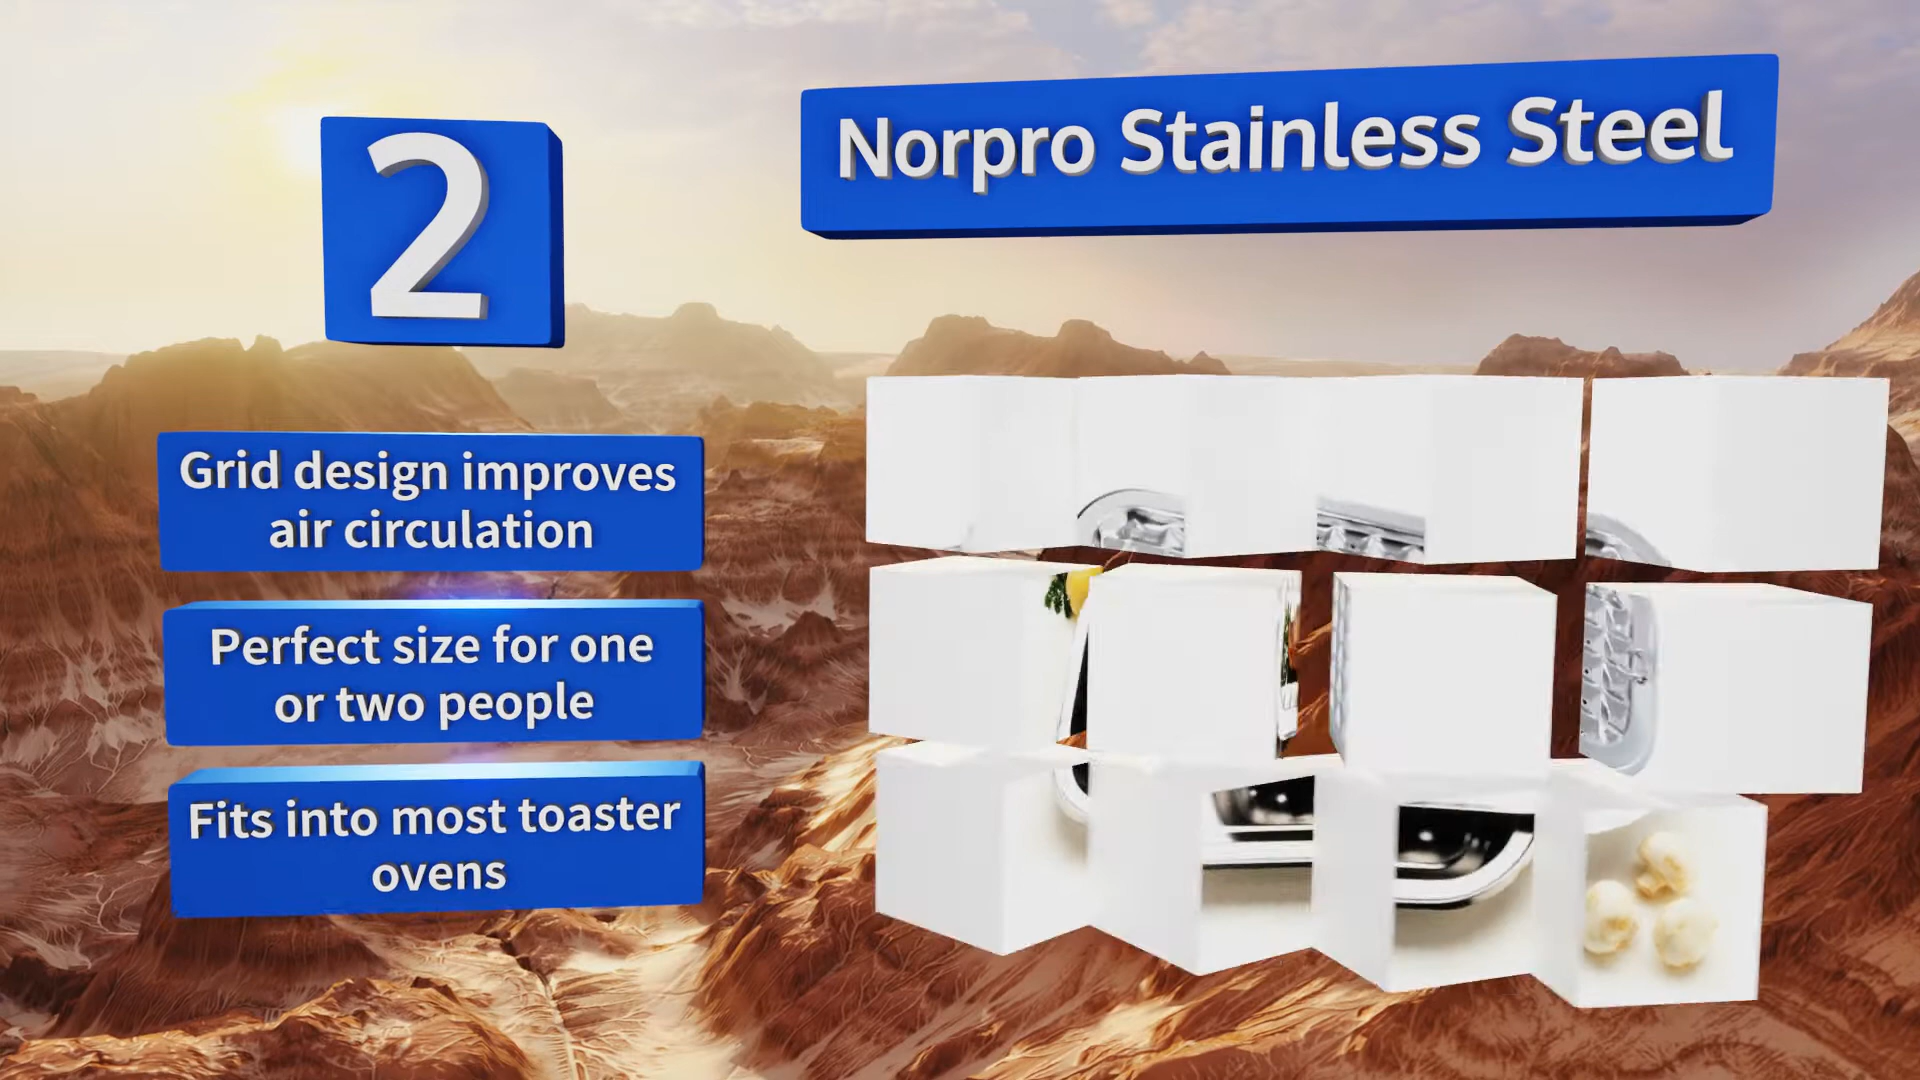 2
Norpro Stainless Steel
Grid design improves
air circulation
Perfect size for one
or two people
Fits into most toaster
ovens